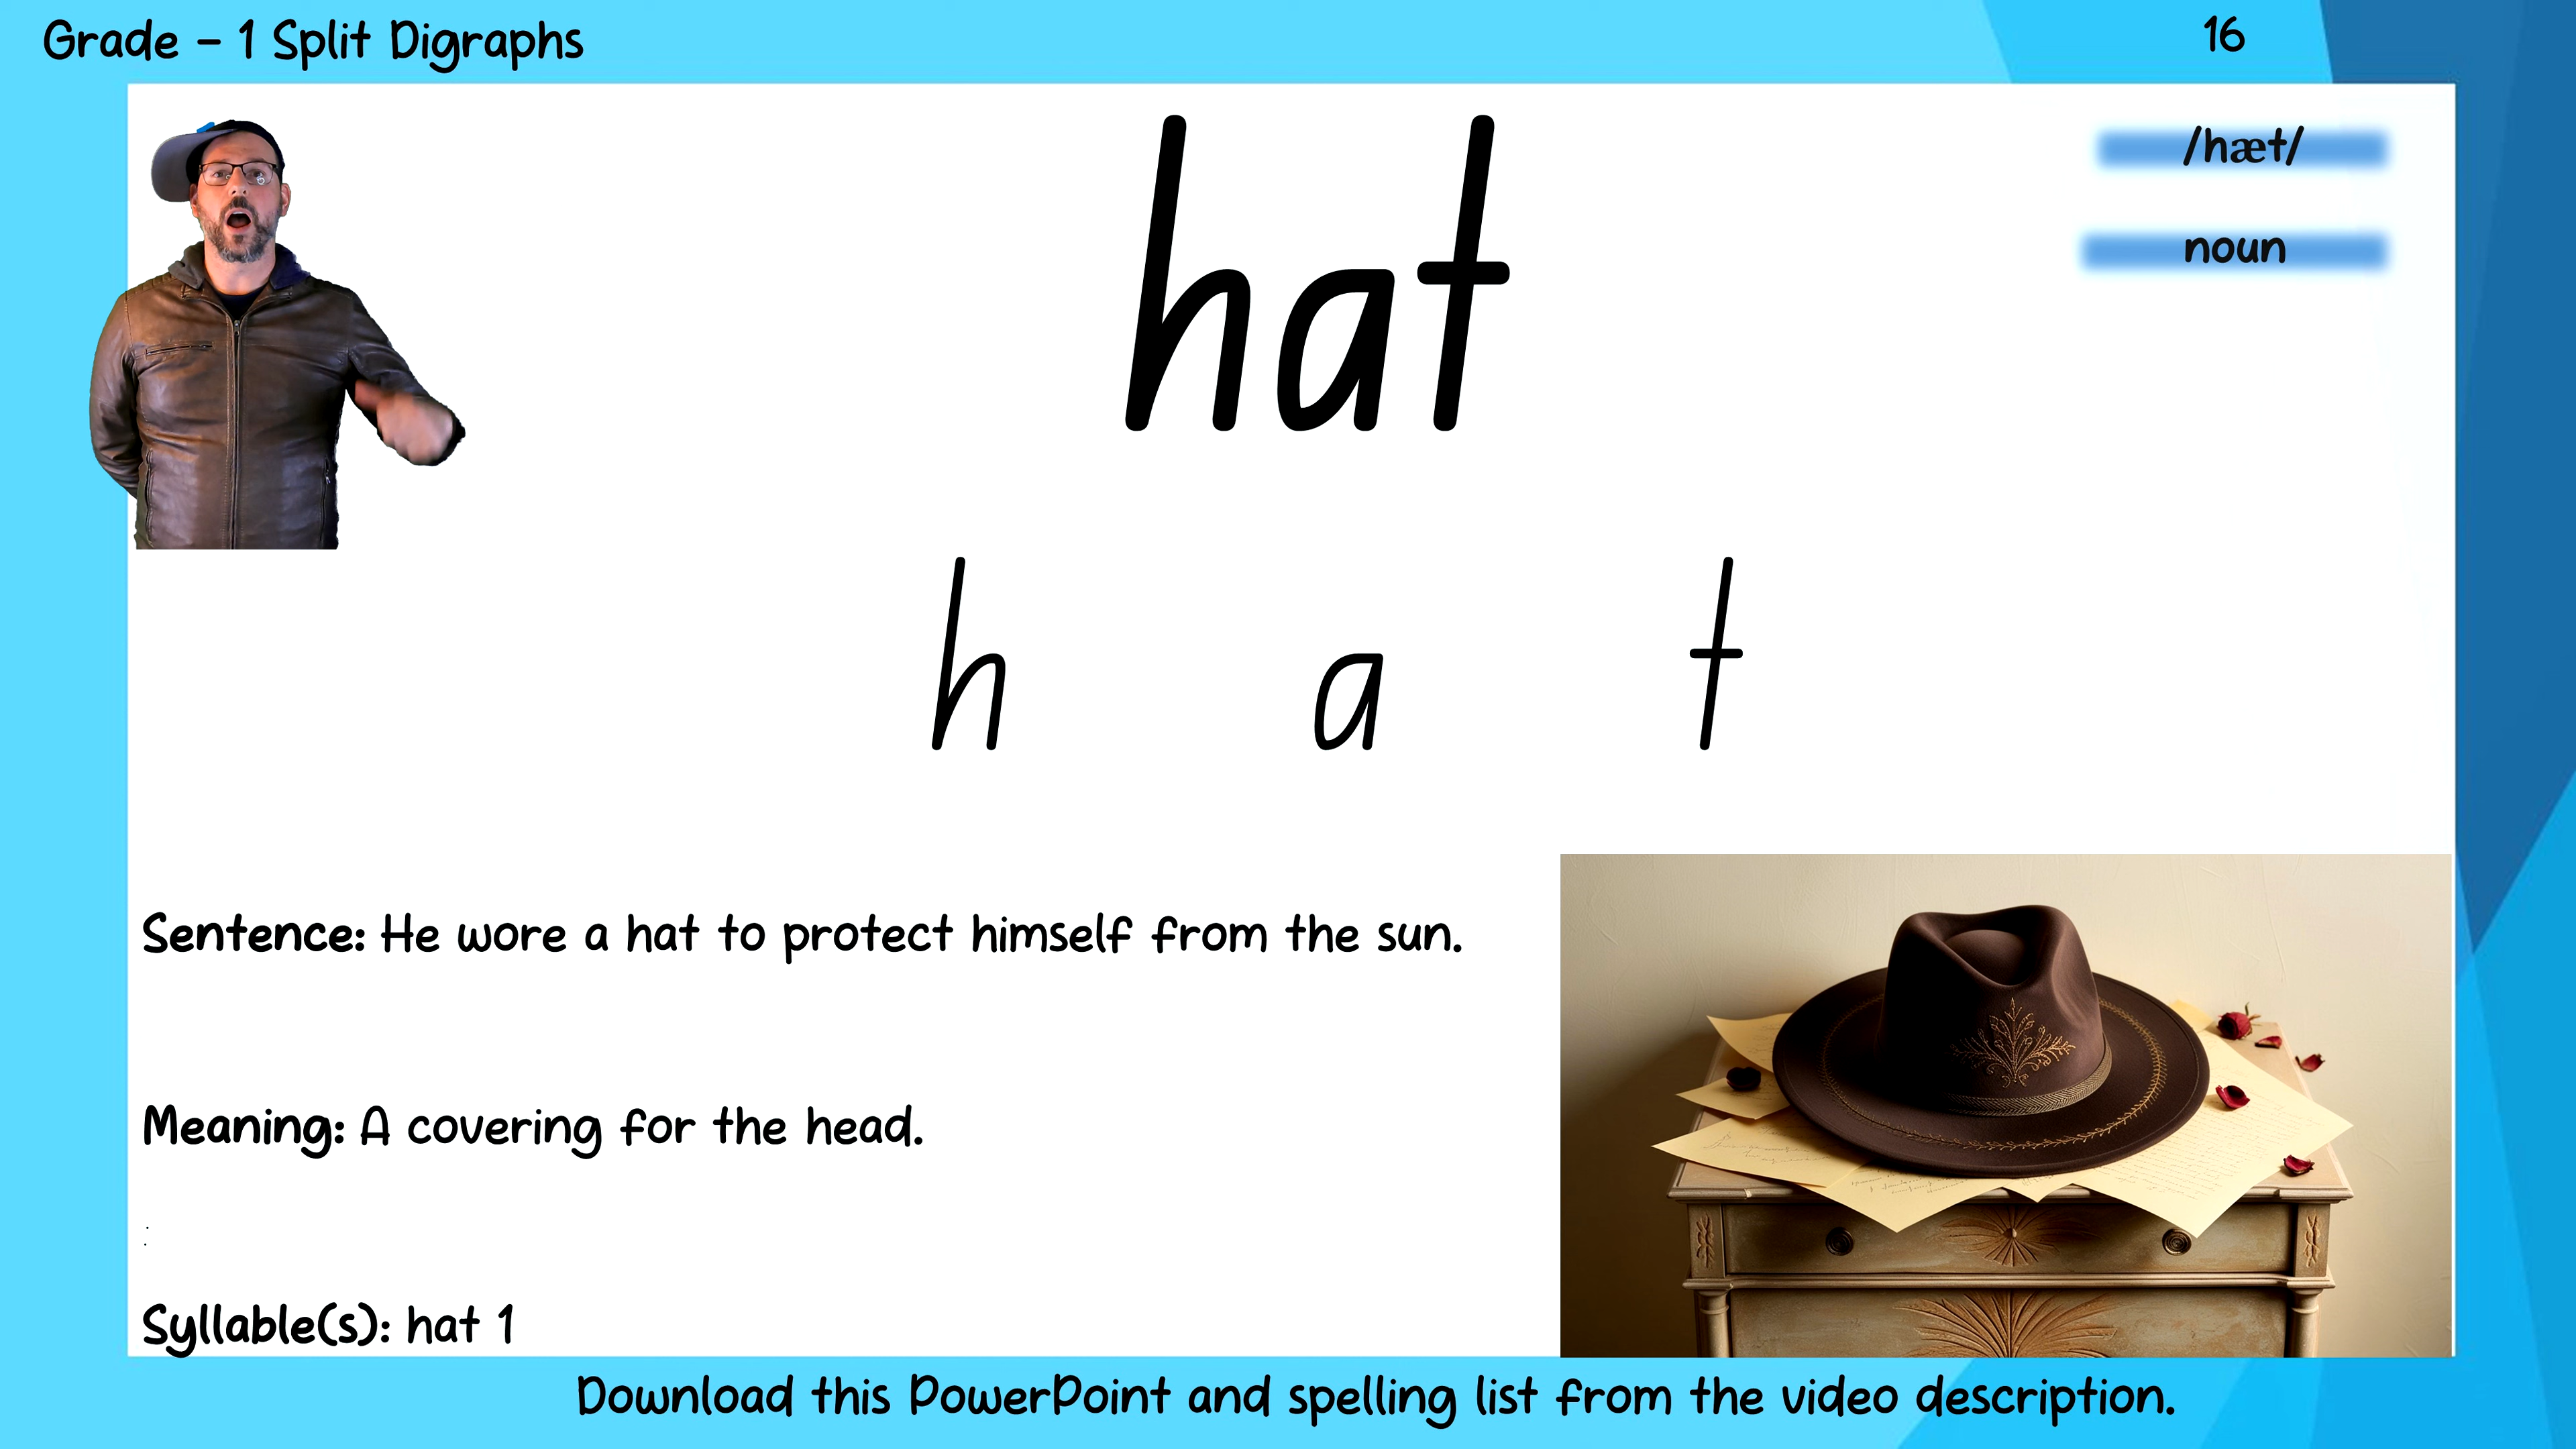 Grade - 1 Split Digraphs
16
hat
/hæt/
noun
h a t
Sentence: He wore a hat to protect himself from the sun.
Meaning: A covering for the head.
Syllable(s): hat 1
Download this PowerPoint and spelling list from the video description.